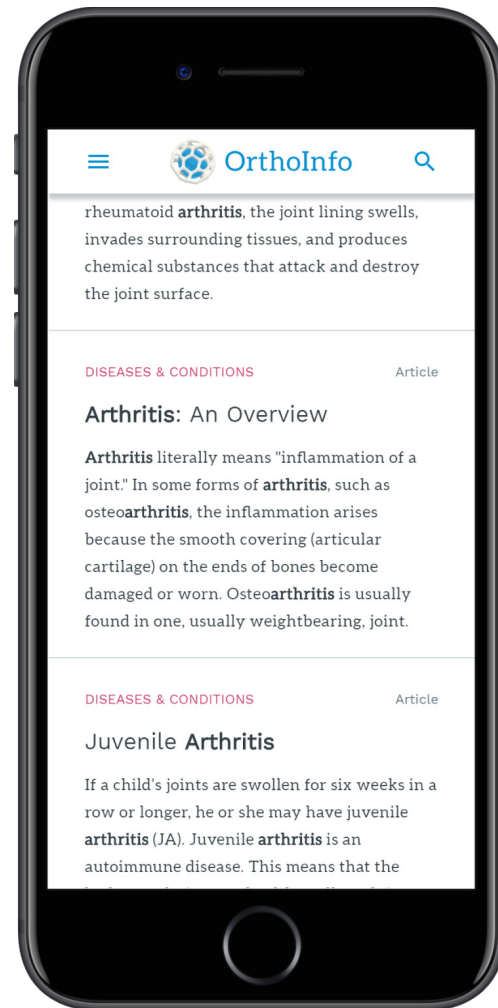 OrthoInfo
rheumatoid arthritis, the joint lining swells,
invades surrounding tissues, and produces
chemical substances that attack and destroy
the joint surface.
DISEASES & CONDITIONS Article
Arthritis: An Overview
Arthritis literally means "inflammation of a
joint." In some forms of arthritis, such as
osteoarthritis, the inflammation arises
because the smooth covering (articular
cartilage) on the ends of bones become
damaged or worn. Osteoarthritis is usually
found in one, usually weightbearing, joint.
DISEASES & CONDITIONS Article
Juvenile Arthritis
If a child’s joints are swollen for six weeks in a
row or longer, he or she may have juvenile
arthritis (JA). Juvenile arthritis is an
autoimmune disease. This means that the